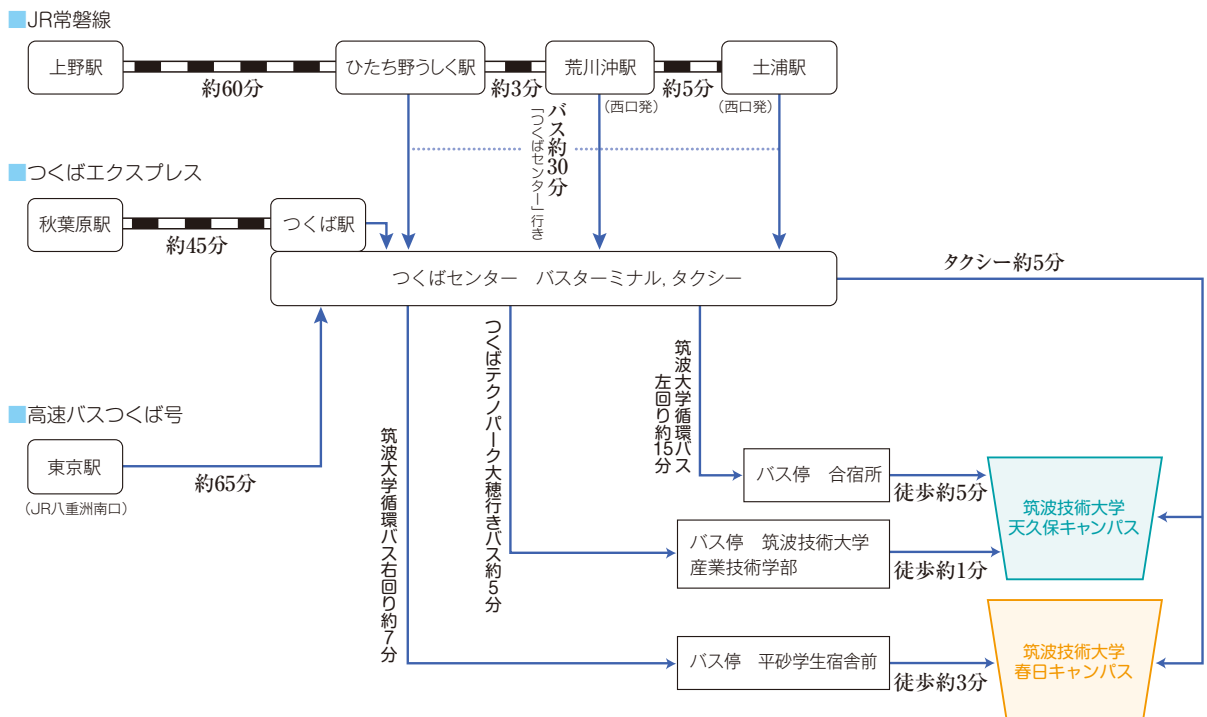 JR常磐線
上野駅
約60分
ひたち野うしく駅
約3分
荒川沖駅
(西口発)
約5分
土浦駅
(西口発)
バス約30分
「つくばセンター」行き
つくばエクスプレス
秋葉原駅
約45分
つくば駅
つくばセンター　バスターミナル,タクシー
タクシー約5分
高速バスつくば号
東京駅
(JR八重洲南口)
約65分
筑波大学循環バス
左回り約15分
バス停　合宿所
徒歩約5分
筑波技術大学
天久保キャンパス
つくばテクノパーク大穂行きバス約5分
バス停　筑波技術大学
産業技術学部
徒歩約1分
筑波大学循環バス右回り約7分
バス停　平砂学生宿舎前
徒歩約3分
筑波技術大学
春日キャンパス